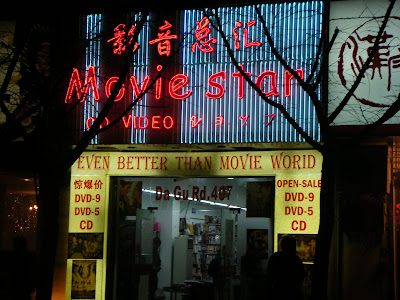 影音总汇
Movie star
CD VIDEO ショップ
EVEN BETTER THAN MOVIE WORlD
惊爆价
DVD-9
DVD-5
CD
Da Gu Rd. 407
OPEN-SALE
DVD-9
DVD-5
CD